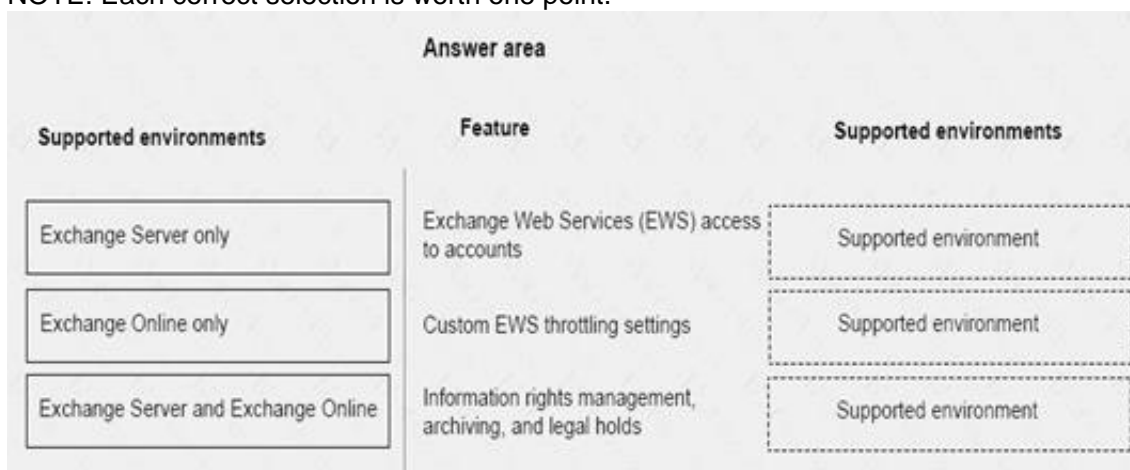 NOTE: Each correct selection is worth one point.
Answer area
Supported environments
Feature
Supported environments
Exchange Server only
Exchange Web Services (EWS) access
to accounts
Supported environment
Exchange Online only
Custom EWS throttling settings
Supported environment
Exchange Server and Exchange Online
Information rights management,
archiving, and legal holds
Supported environment